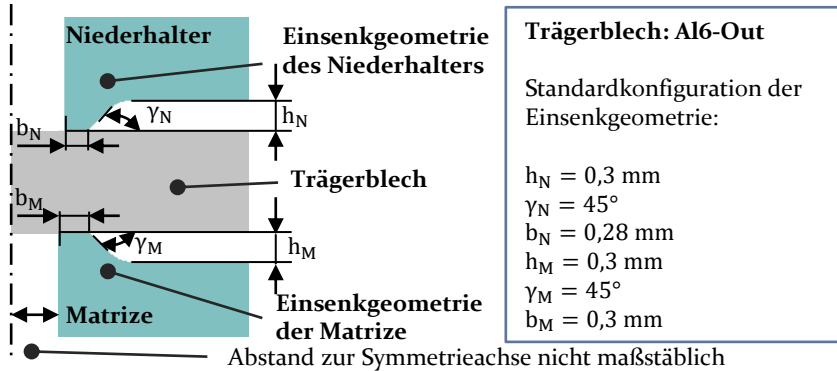 Niederhalter
Einsenkgeometrie
des Niederhalters
γN
hN
bN
Trägerblech
bM
γM
hM
Matrize
Einsenkgeometrie
der Matrize
Abstand zur Symmetrieachse nicht maßstäblich
Trägerblech: Al6-Out
Standardkonfiguration der
Einsenkgeometrie:
hN = 0,3 mm
γN = 45°
bN = 0,28 mm
hM = 0,3 mm
γM = 45°
bM = 0,3 mm